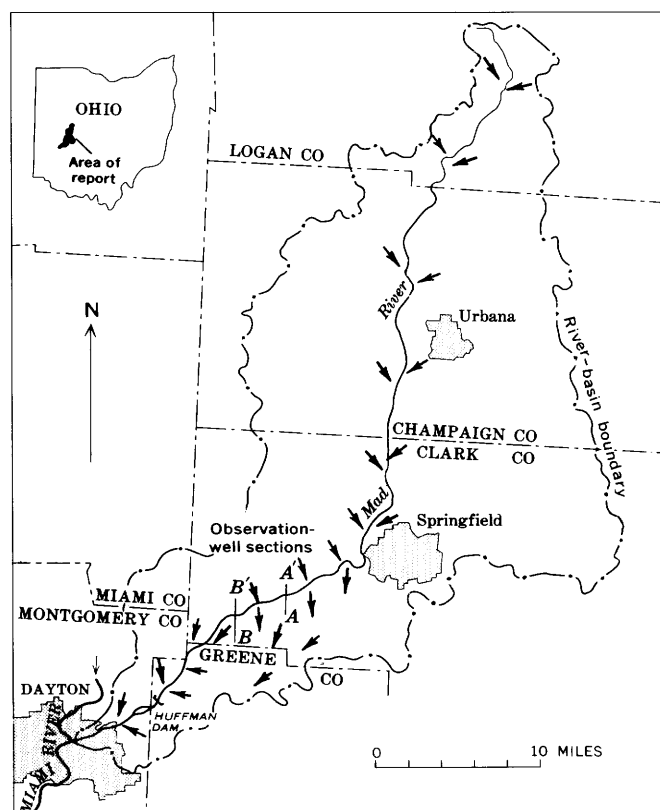 OHIO
Area of
report
LOGAN CO
N
River
Urbana
River-basin boundary
CHAMPAIGN CO
CLARK CO
Mad
Springfield
Observation-
well sections
B' A'
MIAMI CO
MONTGOMERY CO
B A
GREENE
CO
DAYTON
HUFFMAN
DAM
MIAMI RIVER
0 10 MILES